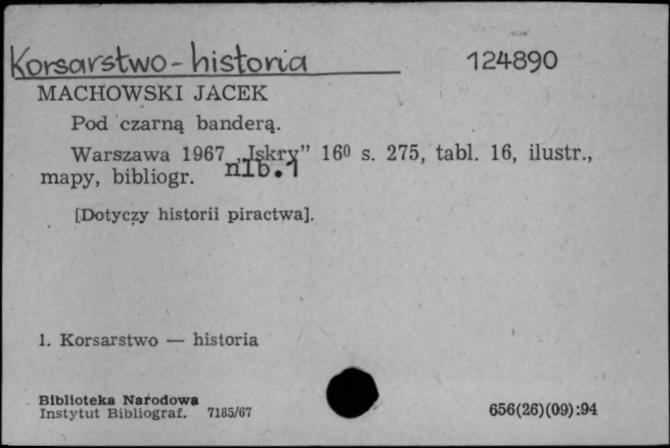 Korsarstwo - historia 124890
MACHOWSKI JACEK
Pod czarną banderą.
Warszawa 1967 „Iskry” 16⁰ s. 275, tabl. 16, ilustr.,
mapy, bibliogr. nlb.1
[Dotyczy historii piractwa].
1. Korsarstwo — historia
Biblioteka Narodowa
Instytut Bibliograf. 7185/67 656(26)(09):94